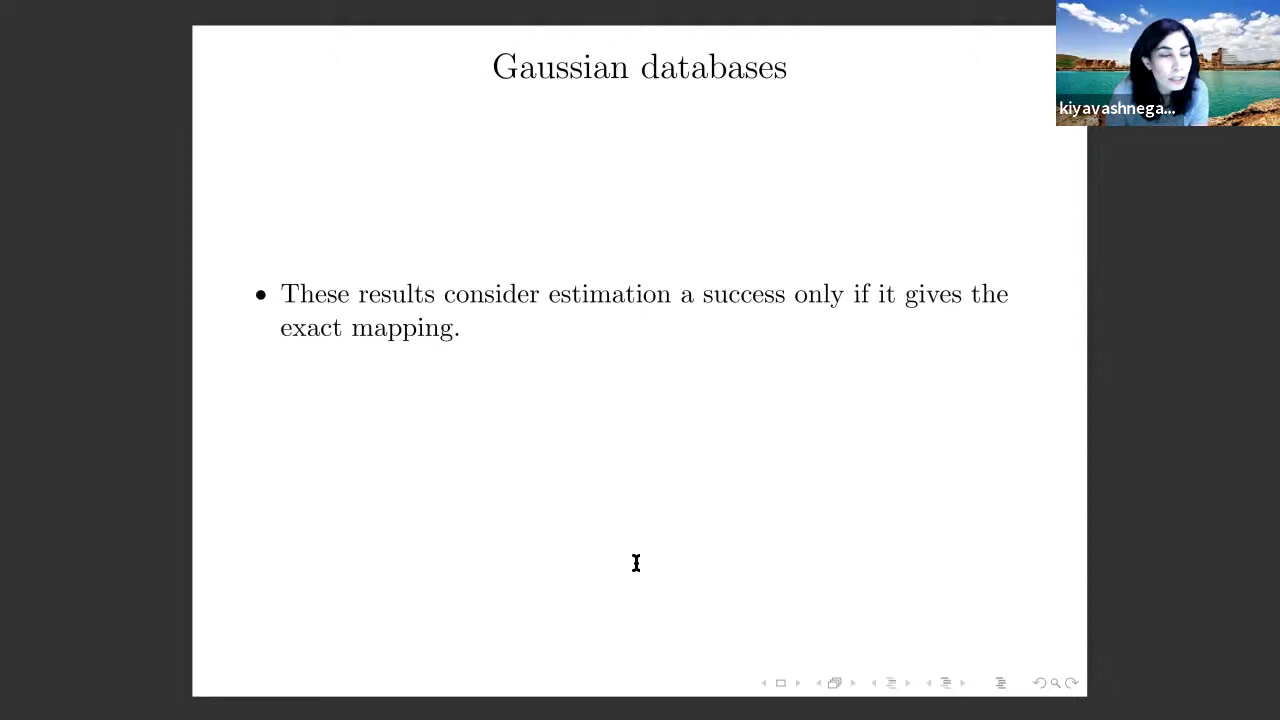 Gaussian databases
kiyavashnega...
• These results consider estimation a success only if it gives the
exact mapping.